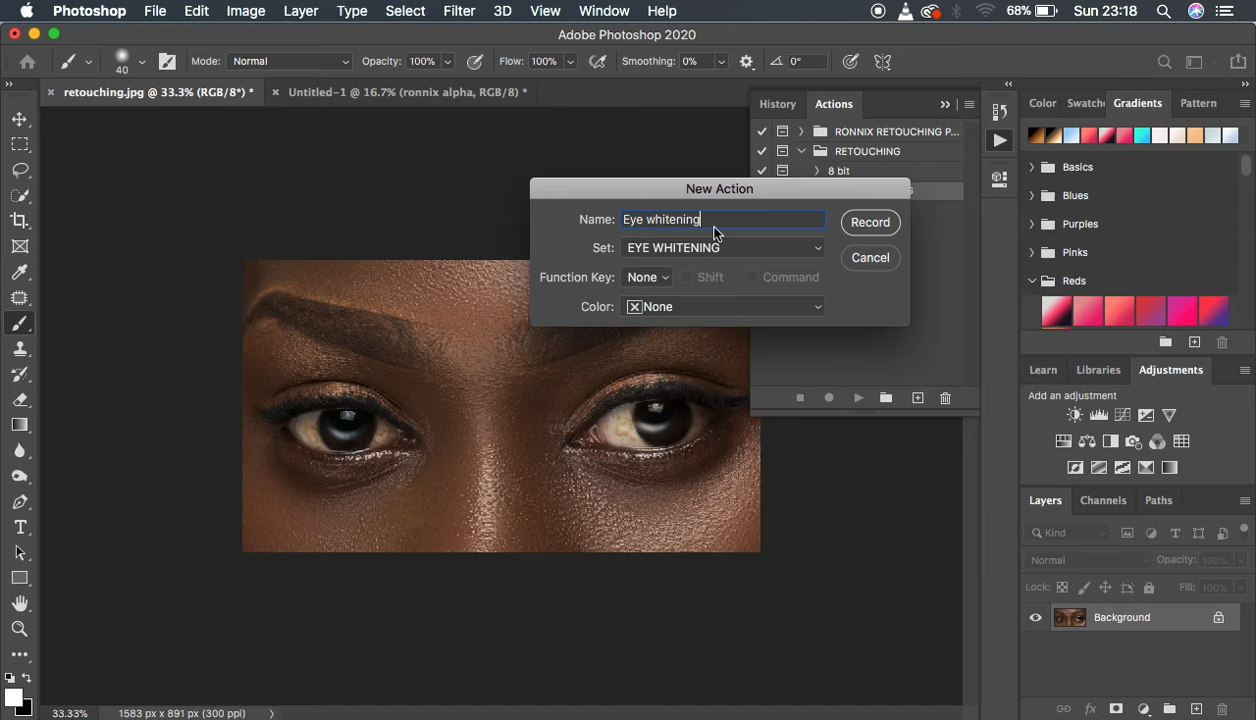 Photoshop File Edit Image Layer Type Select Filter 3D View Window Help 68% Sun 23:18
Adobe Photoshop 2020
40 Mode: Normal Opacity: 100% Flow: 100% Smoothing: 0% 0°
retouching.jpg @ 33.3% (RGB/8*) * Untitled-1 @ 16.7% (ronnix alpha, RGB/8) *
History Actions
Color Swatche Gradients Pattern
RONNIX RETOUCHING P...
RETOUCHING
8 bit
Basics
Blues
Purples
Pinks
Reds
New Action
Name: Eye whitening Record
Set: EYE WHITENING Cancel
Function Key: None Shift Command
Color: None
Learn Libraries Adjustments
Add an adjustment
Layers Channels Paths
Kind
Normal Opacity: 100%
Lock: Fill: 100%
Background
33.33% 1583 px x 891 px (300 ppi)